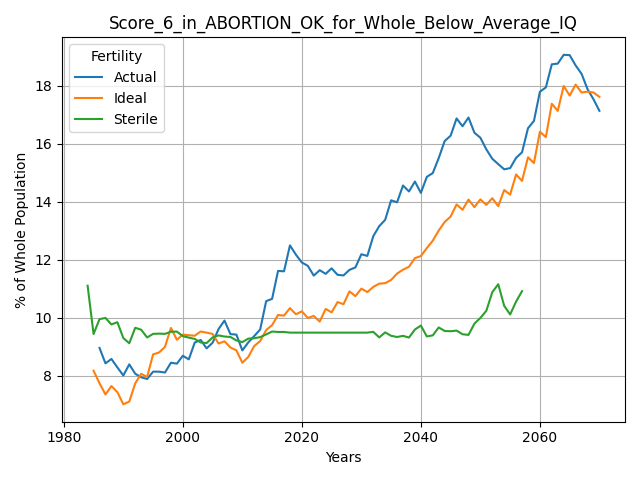 Score_6_in_ABORTION_OK_for_Whole_Below_Average_IQ
Fertility
Actual
Ideal
Sterile
% of Whole Population
18
16
14
12
10
8
1980
2000
2020
2040
2060
Years